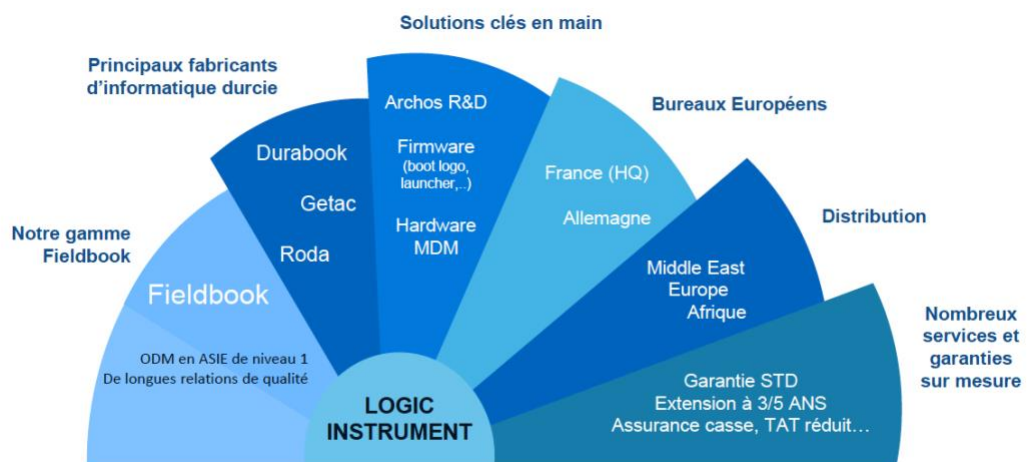 Solutions clés en main
Principaux fabricants
d'informatique durcie
Archos R&D
Bureaux Européens
Durabook
Firmware
(boot logo,
launcher,..)
France (HQ)
Getac
Allemagne
Distribution
Hardware
MDM
Notre gamme
Fieldbook
Roda
Middle East
Europe
Afrique
Fieldbook
Nombreux
services et
garanties
sur mesure
ODM en ASIE de niveau 1
De longues relations de qualité
Garantie STD
Extension à 3/5 ANS
Assurance casse, TAT réduit…
LOGIC
INSTRUMENT